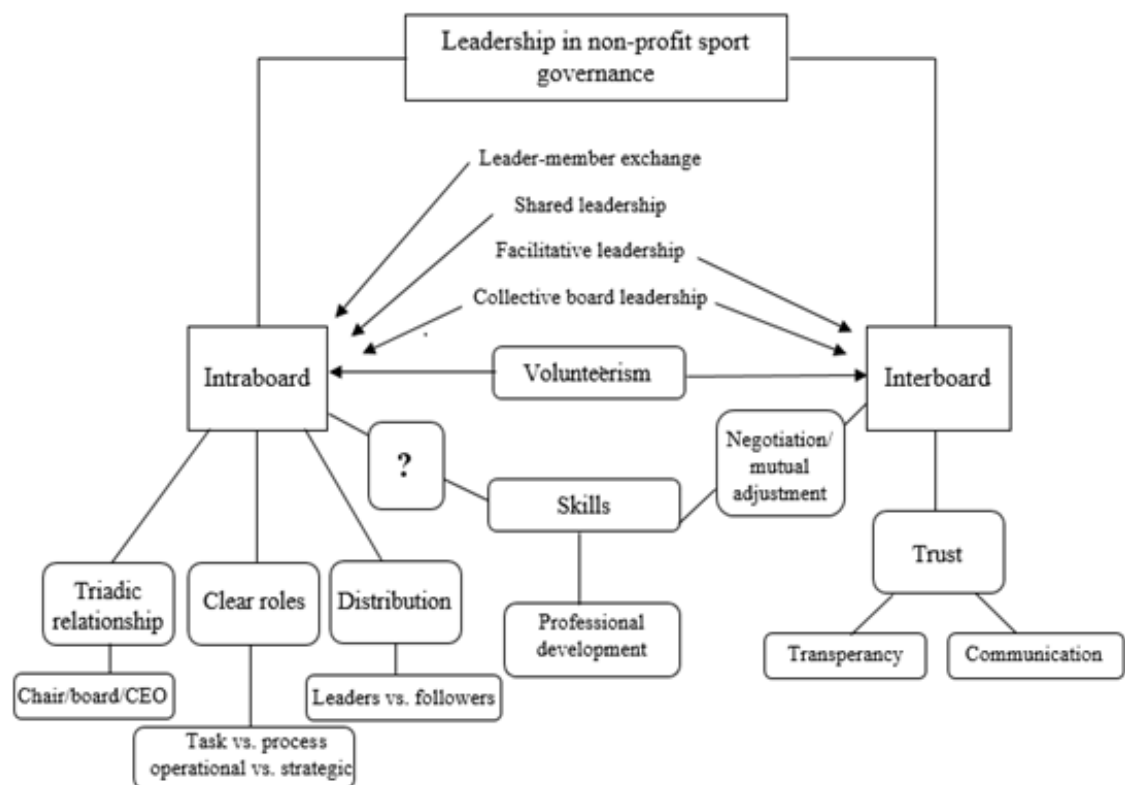 Leadership in non-profit sport
governance
Leader-member exchange
Shared leadership
Facilitative leadership
Collective board leadership
Intraboard
Volunteerism
Interboard
?
Negotiation/
mutual
adjustment
Skills
Triadic
relationship
Clear roles
Distribution
Professional
development
Trust
Transperancy
Communication
Chair/board/CEO
Leaders vs. followers
Task vs. process
operational vs. strategic